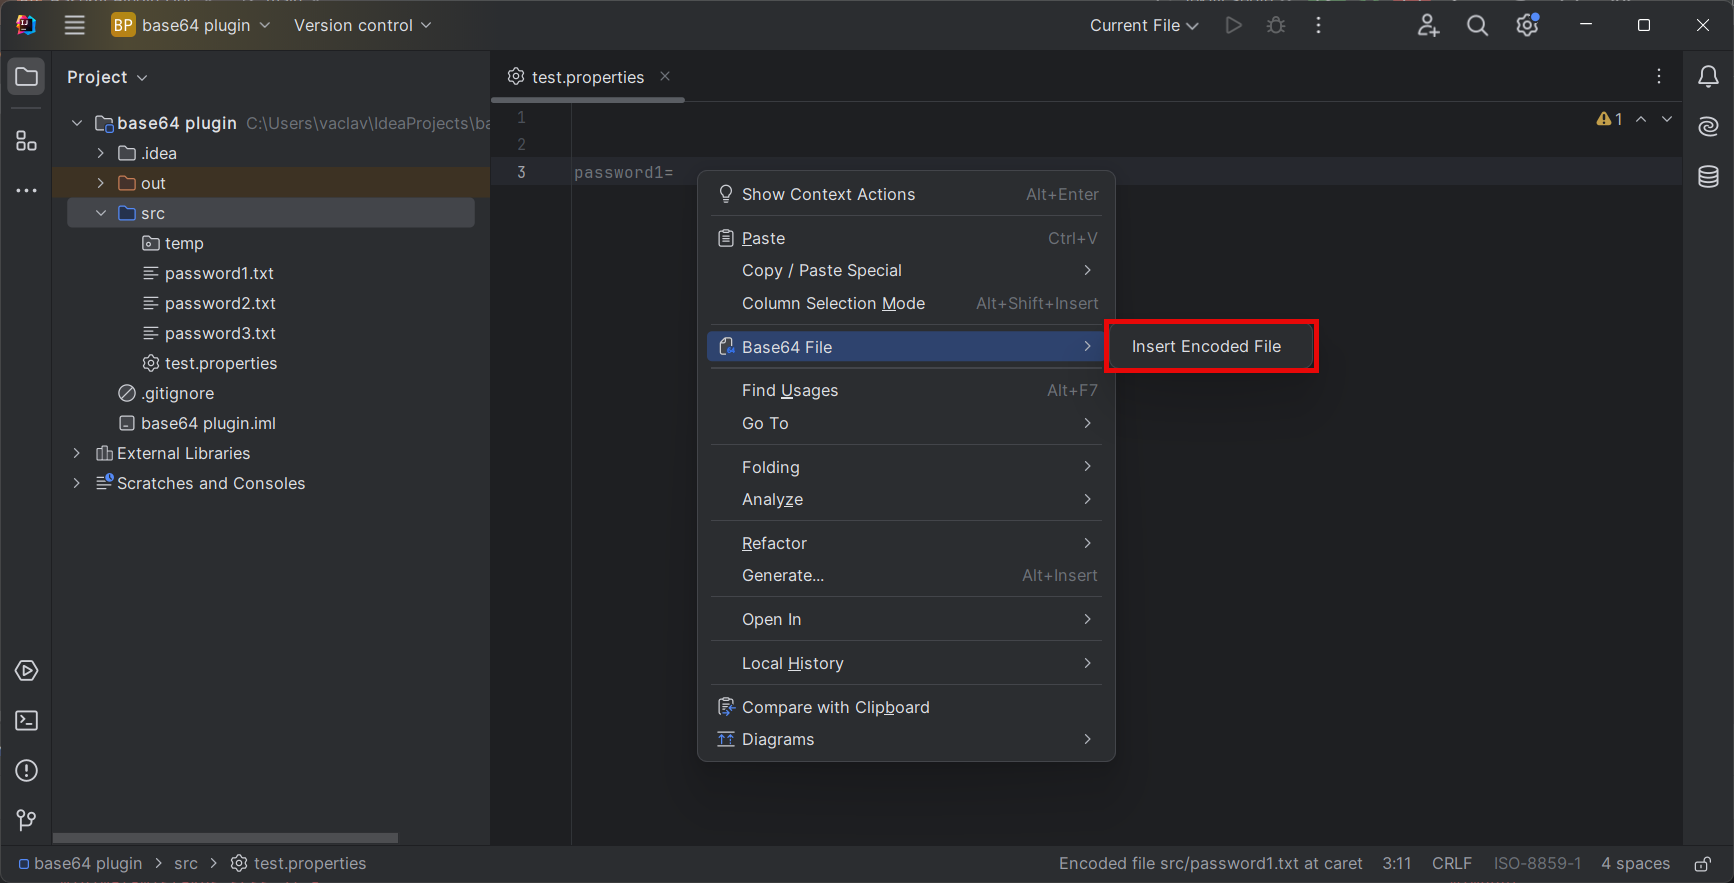 BP base64 plugin
Version control
Current File
Project
test.properties
base64 plugin C:\Users\vaclav\IdeaProjects\ba
.idea
out
src
temp
password1.txt
password2.txt
password3.txt
test.properties
.gitignore
base64 plugin.iml
External Libraries
Scratches and Consoles
1
2
3 password1=
1
Show Context Actions Alt+Enter
Paste Ctrl+V
Copy / Paste Special
Column Selection Mode Alt+Shift+Insert
Base64 File
Insert Encoded File
Find Usages Alt+F7
Go To
Folding
Analyze
Refactor
Generate... Alt+Insert
Open In
Local History
Compare with Clipboard
Diagrams
base64 plugin > src > test.properties
Encoded file src/password1.txt at caret 3:11 CRLF ISO-8859-1 4 spaces